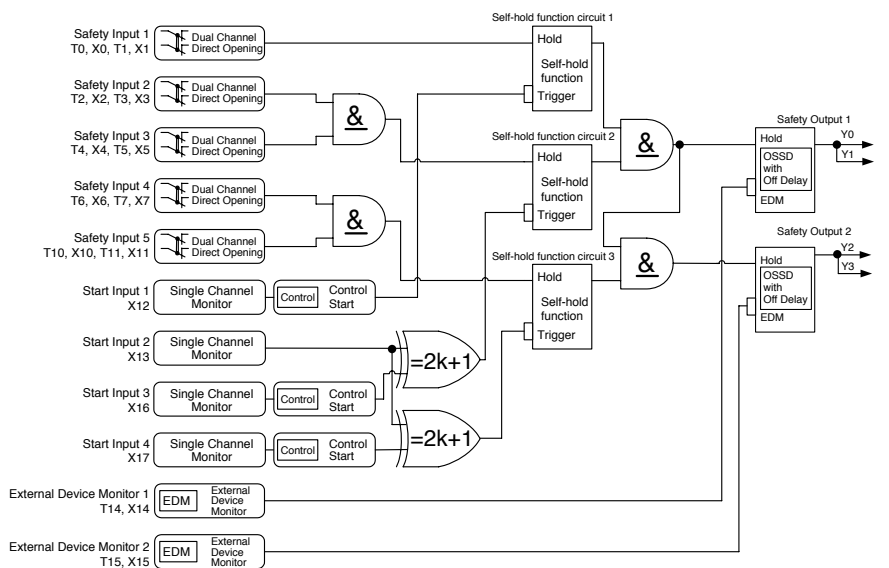 Safety Input 1
T0, X0, T1, X1
Dual Channel
Direct Opening
Safety Input 2
T2, X2, T3, X3
Dual Channel
Direct Opening
Safety Input 3
T4, X4, T5, X5
Dual Channel
Direct Opening
Safety Input 4
T6, X6, T7, X7
Dual Channel
Direct Opening
Safety Input 5
T10, X10, T11, X11
Dual Channel
Direct Opening
Start Input 1
X12
Single Channel
Monitor
Control
Control
Start
Start Input 2
X13
Single Channel
Monitor
Start Input 3
X16
Single Channel
Monitor
Control
Control
Start
Start Input 4
X17
Single Channel
Monitor
Control
Control
Start
External Device Monitor 1
T14, X14
EDM
External
Device
Monitor
External Device Monitor 2
T15, X15
EDM
External
Device
Monitor
&
&
=2k+1
=2k+1
Self-hold function circuit 1
Hold
Self-hold
function
Trigger
Self-hold function circuit 2
Hold
Self-hold
function
Trigger
Self-hold function circuit 3
Hold
Self-hold
function
Trigger
&
&
Safety Output 1
Hold
OSSD
with
Off Delay
EDM
Y0
Y1
Safety Output 2
Hold
OSSD
with
Off Delay
EDM
Y2
Y3